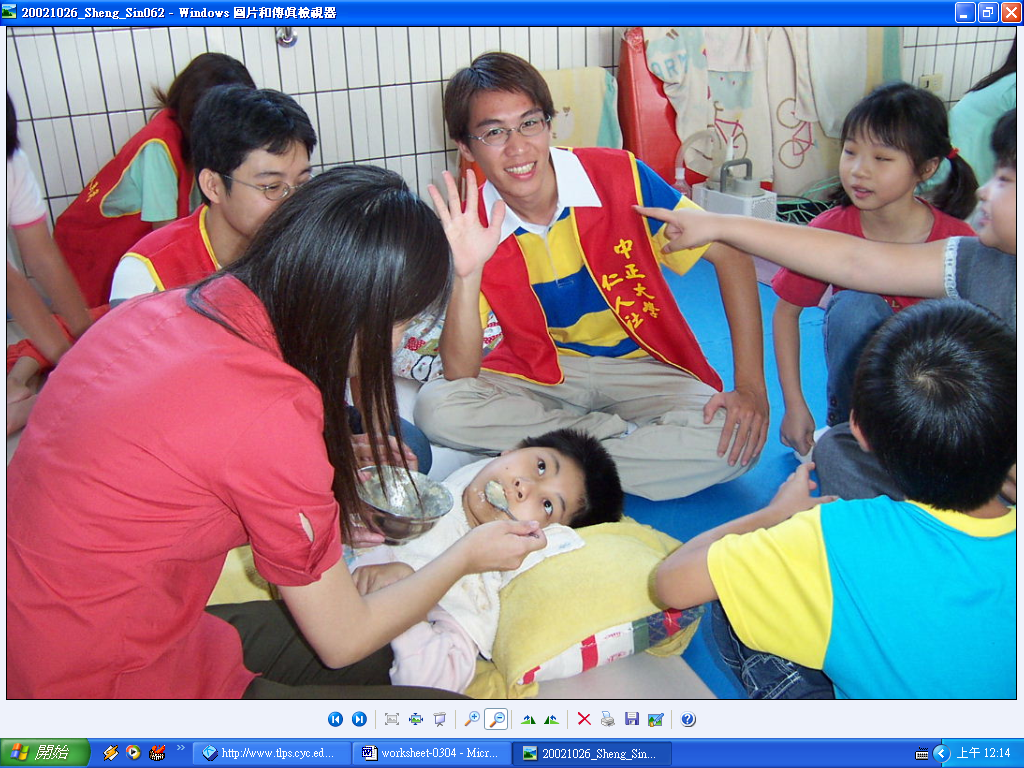 20021026_Sheng_Sin062 - Windows 圖片和傳真檢視器
中正大學
仁人社
開始
http://www.tlps.cyc.ed...
worksheet-0304 - Micr...
20021026_Sheng_Sin...
上午 12:14